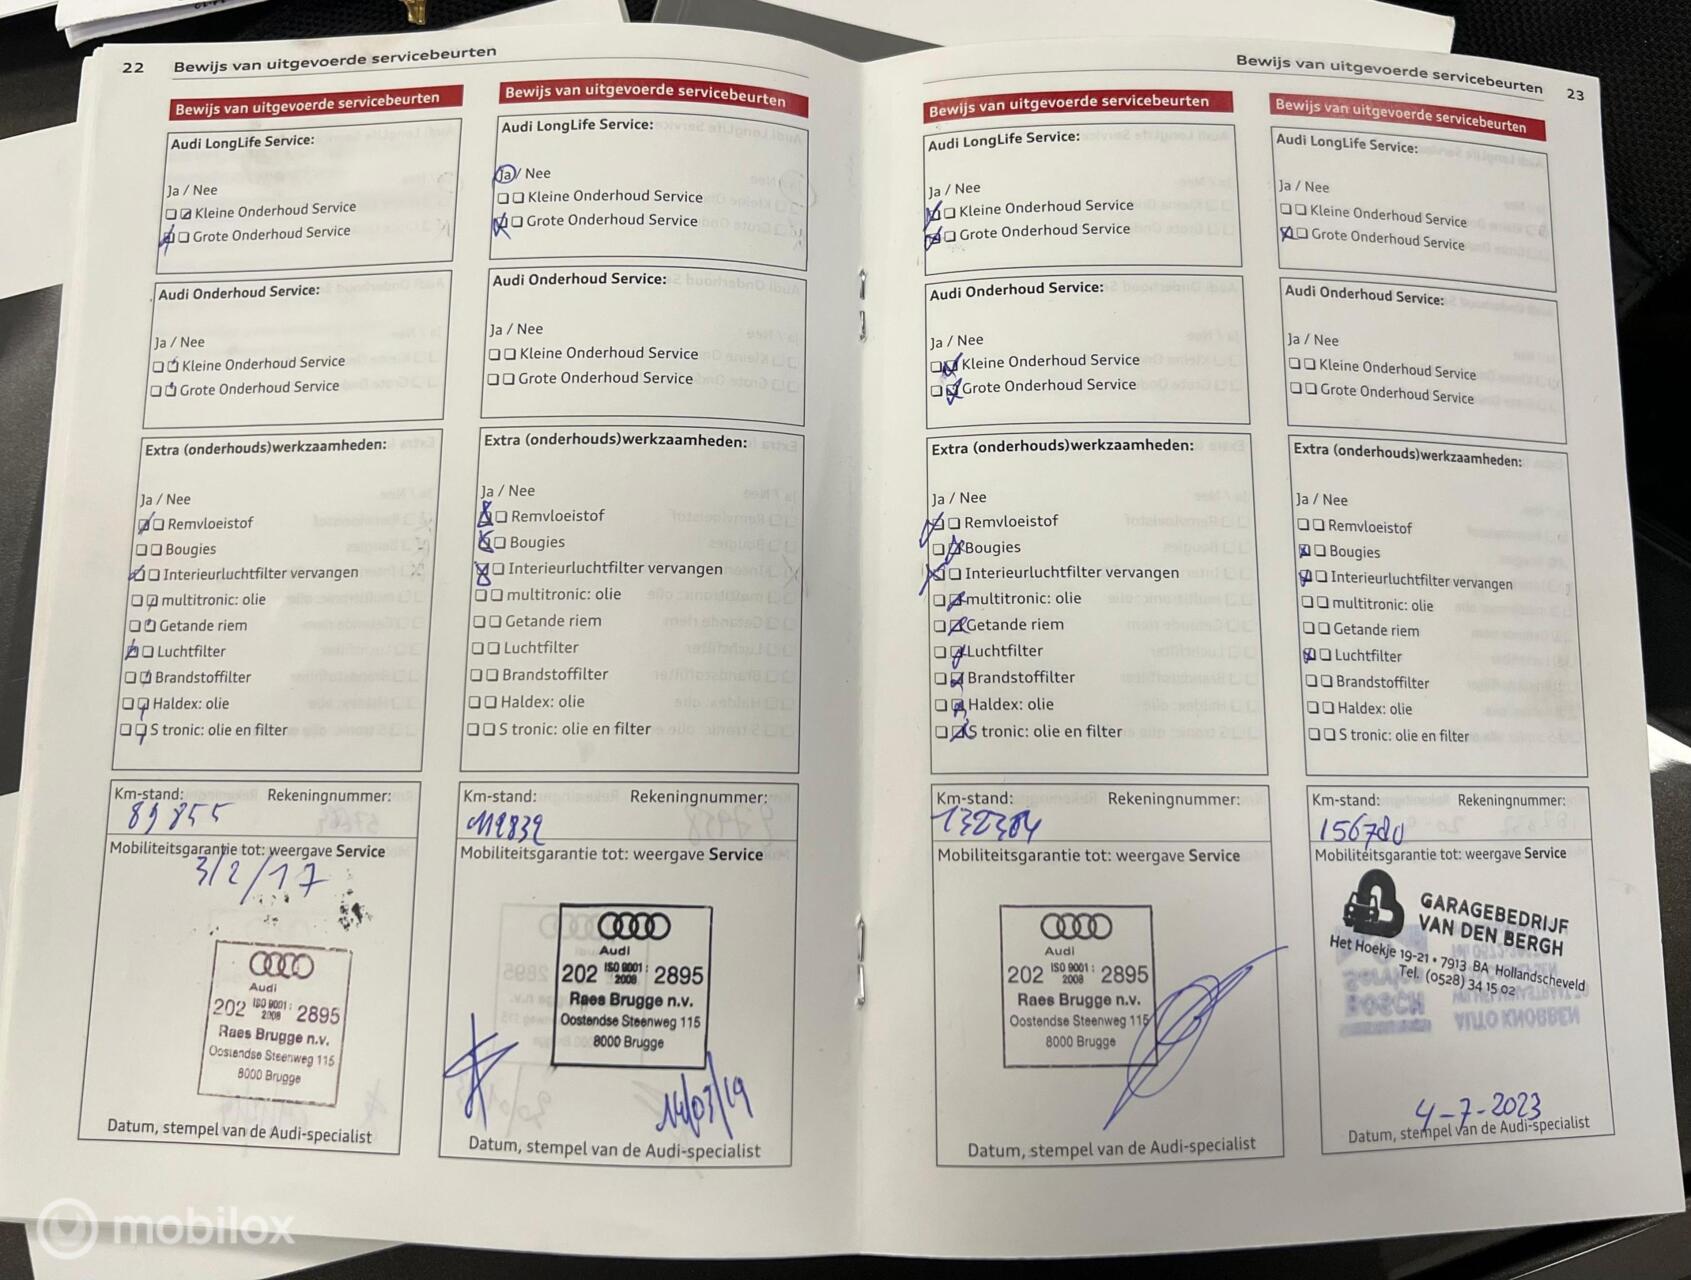 22 Bewijs van uitgevoerde servicebeurten
Bewijs van uitgevoerde servicebeurten
Audi LongLife Service:
Ja / Nee
Kleine Onderhoud Service
Grote Onderhoud Service
Audi Onderhoud Service:
Ja / Nee
Kleine Onderhoud Service
Grote Onderhoud Service
Extra (onderhouds)werkzaamheden:
Ja / Nee
Remvloeistof
Bougies
Interieurluchtfilter vervangen
multitronic: olie
Getande riem
Luchtfilter
Brandstoffilter
Haldex: olie
S tronic: olie en filter
Km-stand: Rekeningnummer:
89855
Mobiliteitsgarantie tot: weergave Service
3/2/17
Audi
202 ISO 9001: 2008 2895
Raes Brugge n.v.
Oostendse Steenweg 115
8000 Brugge
Datum, stempel van de Audi-specialist
Bewijs van uitgevoerde servicebeurten
Audi LongLife Service:
Ja / Nee
Kleine Onderhoud Service
Grote Onderhoud Service
Audi Onderhoud Service:
Ja / Nee
Kleine Onderhoud Service
Grote Onderhoud Service
Extra (onderhouds)werkzaamheden:
Ja / Nee
Remvloeistof
Bougies
Interieurluchtfilter vervangen
multitronic: olie
Getande riem
Luchtfilter
Brandstoffilter
Haldex: olie
S tronic: olie en filter
Km-stand: Rekeningnummer:
112832
Mobiliteitsgarantie tot: weergave Service
Audi
202 ISO 9001: 2008 2895
Raes Brugge n.v.
Oostendse Steenweg 115
8000 Brugge
14/03/19
Datum, stempel van de Audi-specialist
Bewijs van uitgevoerde servicebeurten 23
Bewijs van uitgevoerde servicebeurten
Audi LongLife Service:
Ja / Nee
Kleine Onderhoud Service
Grote Onderhoud Service
Audi Onderhoud Service:
Ja / Nee
Kleine Onderhoud Service
Grote Onderhoud Service
Extra (onderhouds)werkzaamheden:
Ja / Nee
Remvloeistof
Bougies
Interieurluchtfilter vervangen
multitronic: olie
Getande riem
Luchtfilter
Brandstoffilter
Haldex: olie
S tronic: olie en filter
Km-stand: Rekeningnummer:
132304
Mobiliteitsgarantie tot: weergave Service
Audi
202 ISO 9001: 2008 2895
Raes Brugge n.v.
Oostendse Steenweg 115
8000 Brugge
Datum, stempel van de Audi-specialist
Bewijs van uitgevoerde servicebeurten
Audi LongLife Service:
Ja / Nee
Kleine Onderhoud Service
Grote Onderhoud Service
Audi Onderhoud Service:
Ja / Nee
Kleine Onderhoud Service
Grote Onderhoud Service
Extra (onderhouds)werkzaamheden:
Ja / Nee
Remvloeistof
Bougies
Interieurluchtfilter vervangen
multitronic: olie
Getande riem
Luchtfilter
Brandstoffilter
Haldex: olie
S tronic: olie en filter
Km-stand: Rekeningnummer:
156780
Mobiliteitsgarantie tot: weergave Service
GARAGEBEDRIJF
VAN DEN BERGH
Het Hoekje 19-21 • 7913 BA Hollandscheveld
Tel. (0528) 34 15 02
4-7-2023
Datum, stempel van de Audi-specialist
mobilox